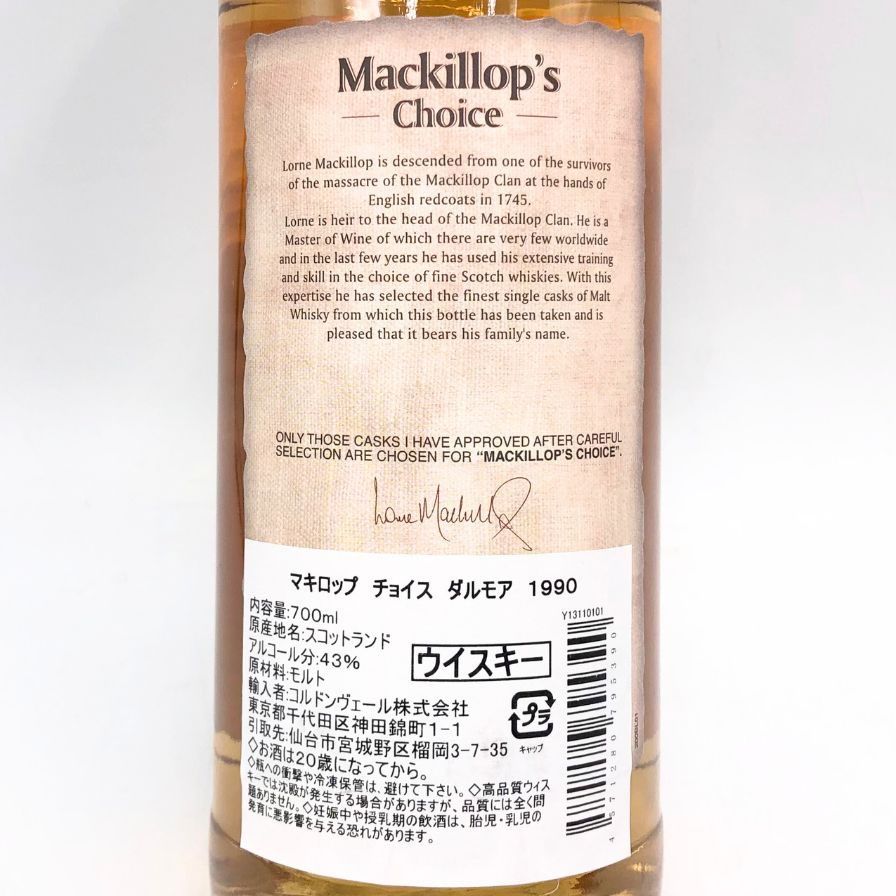 Mackillop's
Choice
Lorne Mackillop is descended from one of the survivors
of the massacre of the Mackillop Clan at the hands of
English redcoats in 1745.
Lorne is heir to the head of the Mackillop Clan. He is a
Master of Wine of which there are very few worldwide
and in the last few years he has used his extensive training
and skill in the choice of fine Scotch whiskies. With this
expertise he has selected the finest single casks of Malt
Whisky from which this bottle has been taken and is
pleased that it bears his family's name.
ONLY THOSE CASKS I HAVE APPROVED AFTER CAREFUL
SELECTION ARE CHOSEN FOR “MACKILLOP'S CHOICE”.
マキロップ チョイス ダルモア 1990
内容量:700ml
原産地名:スコットランド
アルコール分:43%
原材料:モルト
ウイスキー
輸入者:コルドンヴェール株式会社
東京都千代田区神田錦町1-1
引取先:仙台市宮城野区榴岡3-7-35
◇お酒は20歳になってから。
◇瓶への衝撃や冷凍保管は、避けて下さい。◇高品質ウイス
キーでは沈殿が発生する場合がありますが、品質には全く問
題ありません。◇妊娠中や授乳期の飲酒は、胎児・乳児の
発育に悪影響を与える恐れがあります。
プラ
キャップ
Y13110101
4571280795390